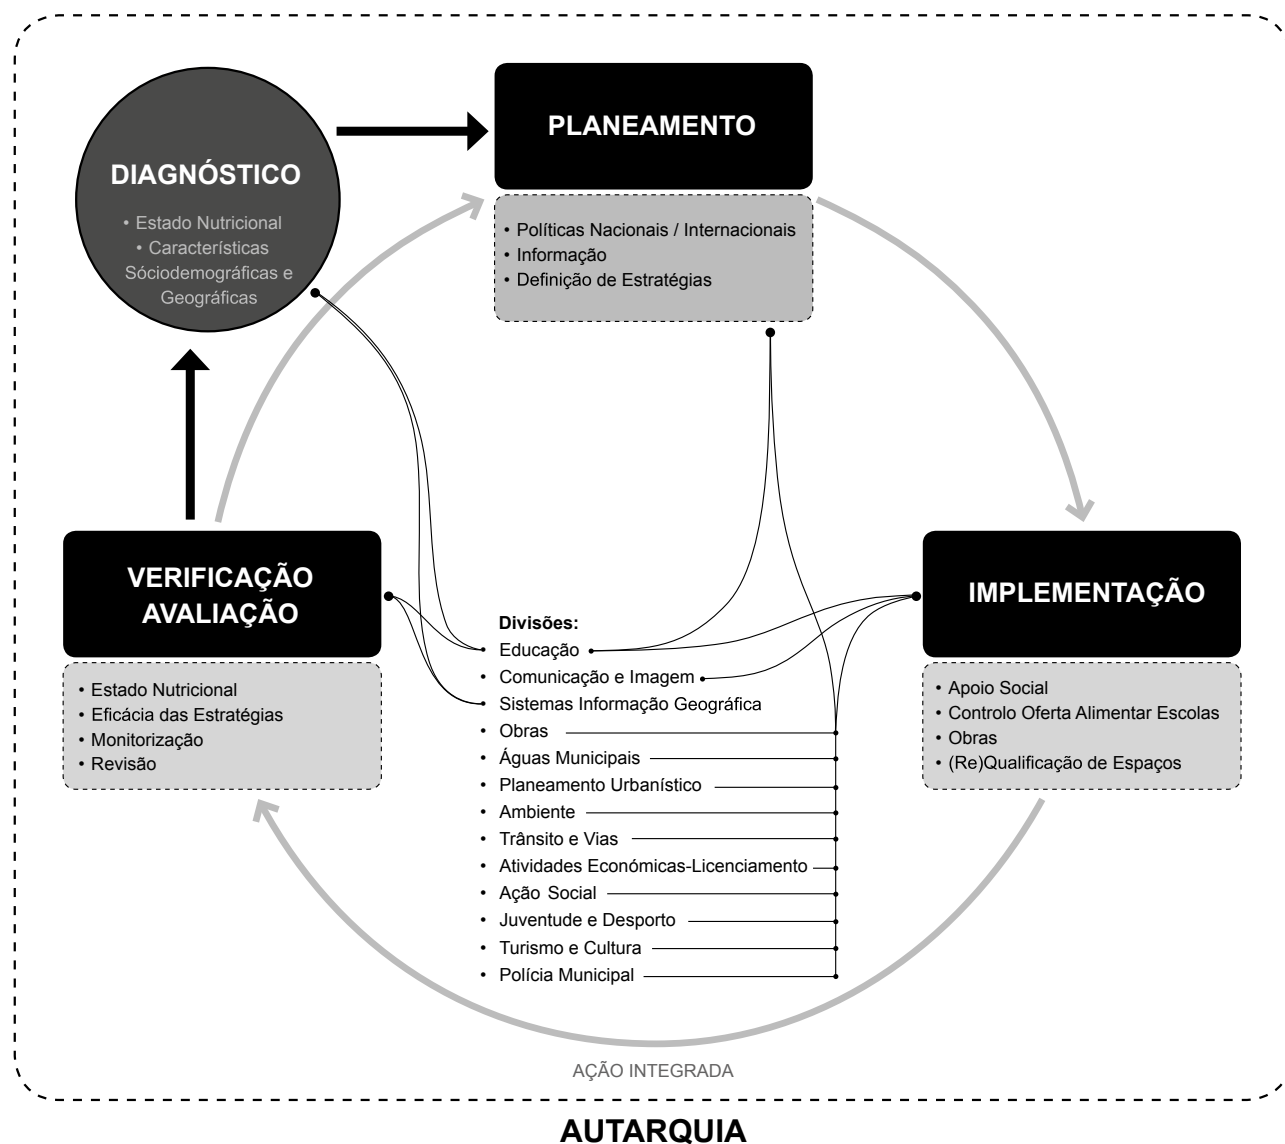 DIAGNÓSTICO
• Estado Nutricional
• Características
Sóciodemográficas e
Geográficas
PLANEAMENTO
• Políticas Nacionais / Internacionais
• Informação
• Definição de Estratégias
VERIFICAÇÃO
AVALIAÇÃO
• Estado Nutricional
• Eficácia das Estratégias
• Monitorização
• Revisão
Divisões:
• Educação
• Comunicação e Imagem
• Sistemas Informação Geográfica
• Obras
• Águas Municipais
• Planeamento Urbanístico
• Ambiente
• Trânsito e Vias
• Atividades Económicas-Licenciamento
• Ação Social
• Juventude e Desporto
• Turismo e Cultura
• Polícia Municipal
IMPLEMENTAÇÃO
• Apoio Social
• Controlo Oferta Alimentar Escolas
• Obras
• (Re)Qualificação de Espaços
AÇÃO INTEGRADA
AUTARQUIA